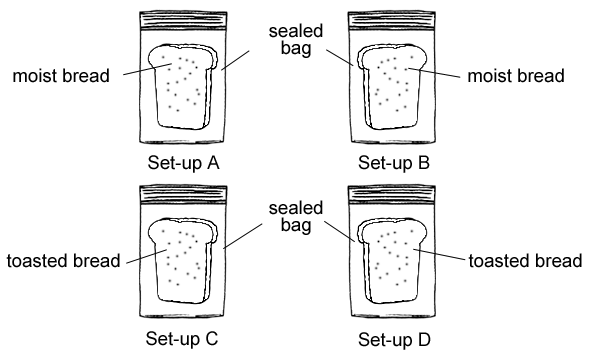 sealed
bag
moist bread
moist bread
Set-up A
Set-up B
sealed
bag
toasted bread
toasted bread
Set-up C
Set-up D